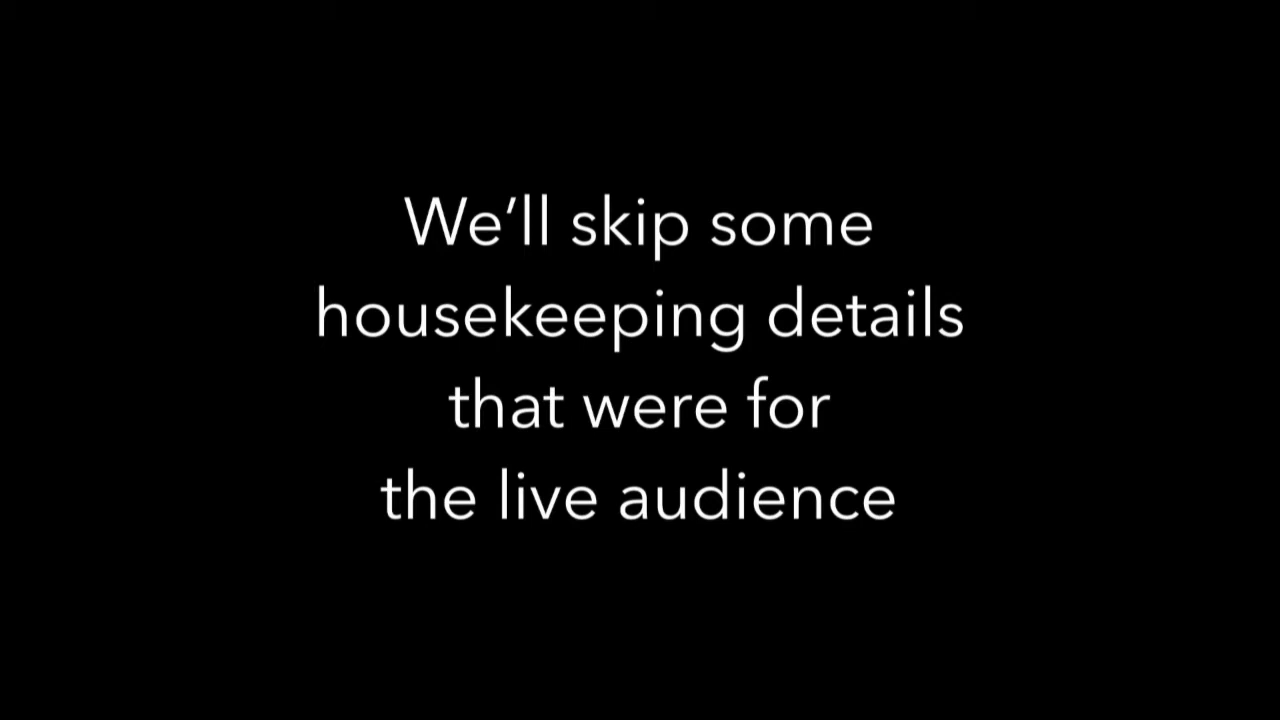 We’ll skip some
housekeeping details
that were for
the live audience